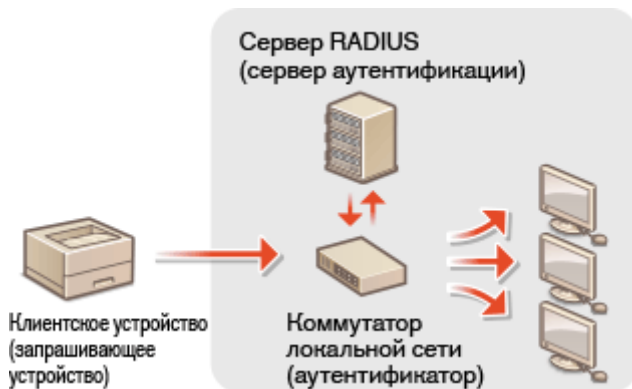 Сервер RADIUS
(сервер аутентификации)
Клиентское устройство
(запрашивающее
устройство)
Коммутатор
локальной сети
(аутентификатор)